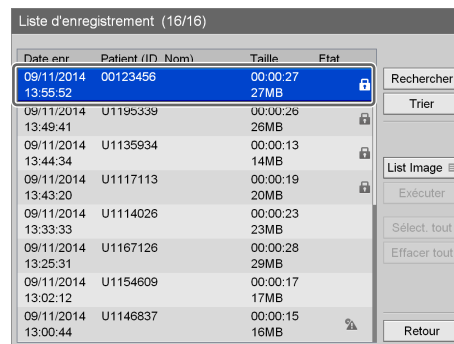 Liste d'enregistrement (16/16)
Date enr. Patient (ID, Nom) Taille Etat
09/11/2014 00123456 00:00:27
13:55:52 27MB
09/11/2014 U1195339 00:00:26
13:49:41 26MB
09/11/2014 U1135934 00:00:13
13:44:34 14MB
09/11/2014 U1117113 00:00:19
13:43:20 20MB
09/11/2014 U1114026 00:00:23
13:33:33 23MB
09/11/2014 U1167126 00:00:28
13:25:31 29MB
09/11/2014 U1154609 00:00:17
13:02:12 17MB
09/11/2014 U1146837 00:00:15
13:00:44 16MB
Rechercher
Trier
List Image
Exécuter
Sélect. tout
Effacer tout
Retour